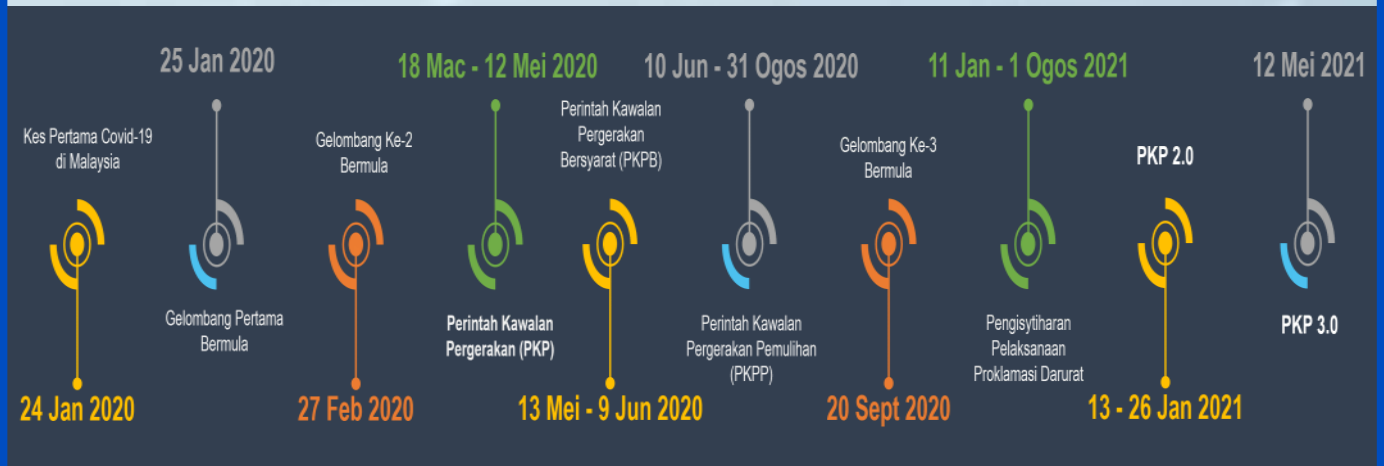 24 Jan 2020
Kes Pertama Covid-19
di Malaysia
25 Jan 2020
Gelombang Pertama
Bermula
27 Feb 2020
Gelombang Ke-2
Bermula
18 Mac - 12 Mei 2020
Perintah Kawalan
Pergerakan (PKP)
13 Mei - 9 Jun 2020
Perintah Kawalan
Pergerakan
Bersyarat (PKPB)
10 Jun - 31 Ogos 2020
Perintah Kawalan
Pergerakan Pemulihan
(PKPP)
20 Sept 2020
Gelombang Ke-3
Bermula
11 Jan - 1 Ogos 2021
Pengisytiharan
Pelaksanaan
Proklamasi Darurat
13 - 26 Jan 2021
PKP 2.0
12 Mei 2021
PKP 3.0